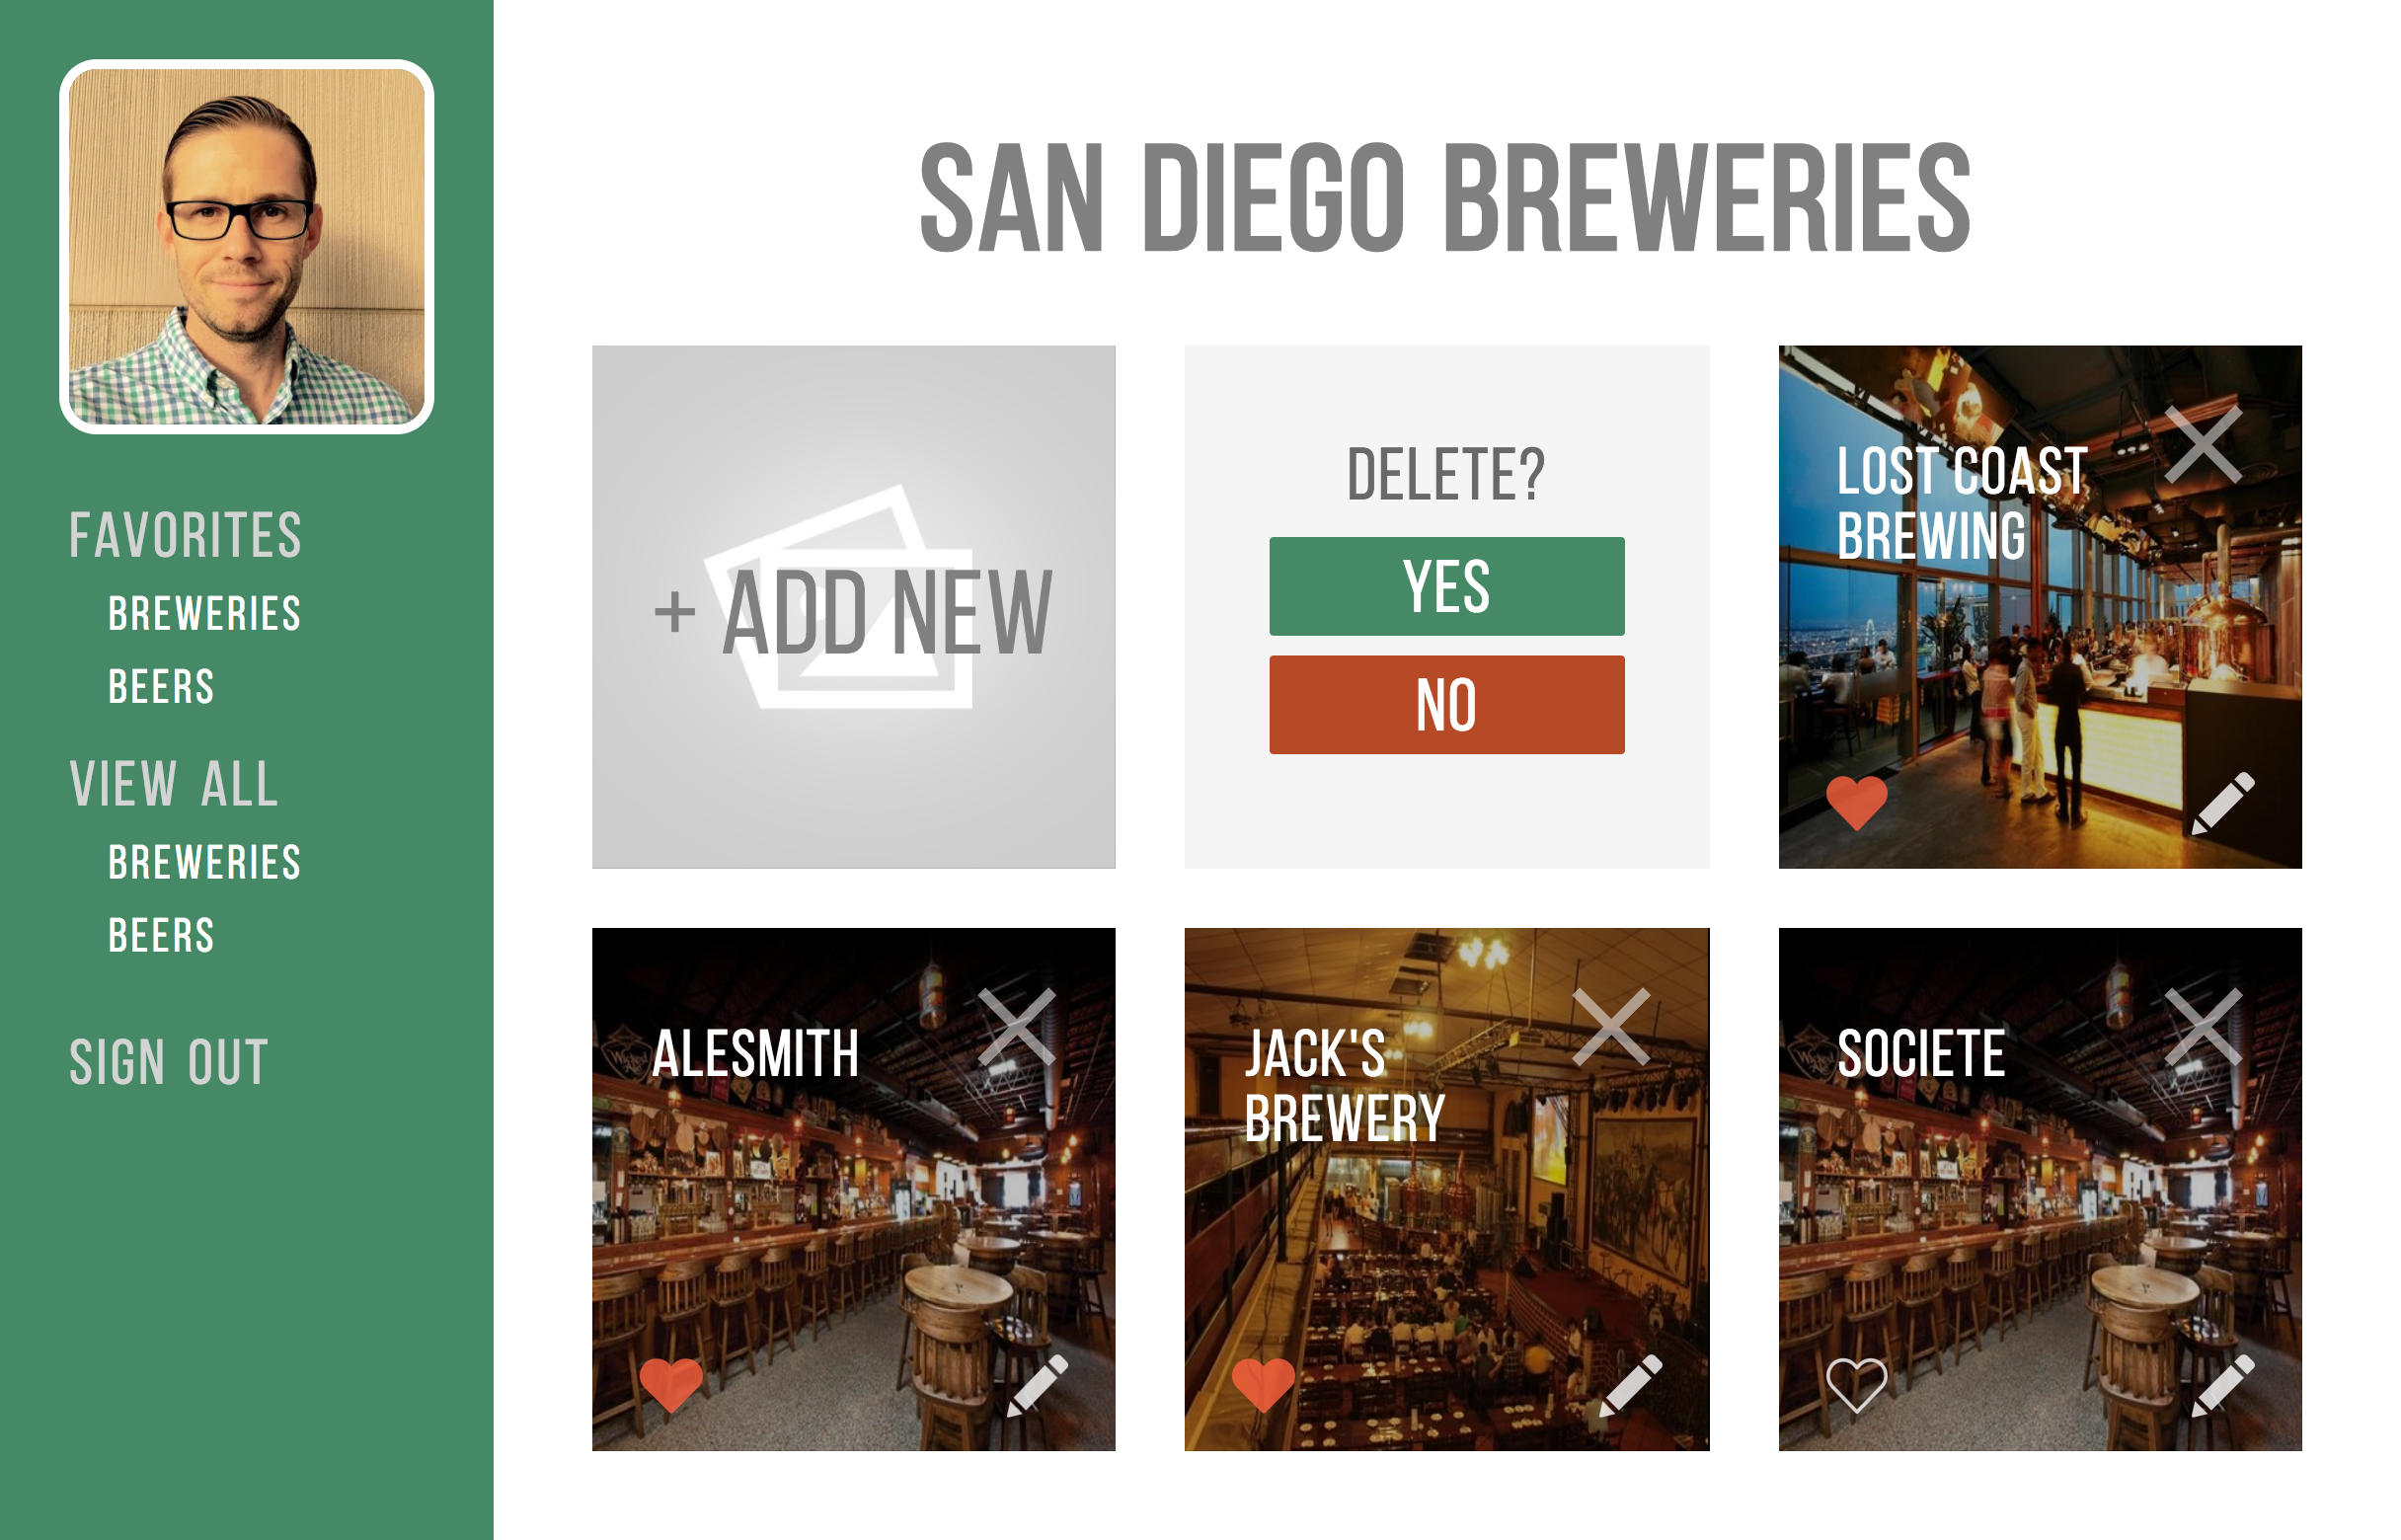 SAN DIEGO BREWERIES
FAVORITES
BREWERIES
BEERS
VIEW ALL
BREWERIES
BEERS
SIGN OUT
+ ADD NEW
DELETE?
YES
NO
LOST COAST
BREWING
ALESMITH
JACK'S
BREWERY
SOCIETE